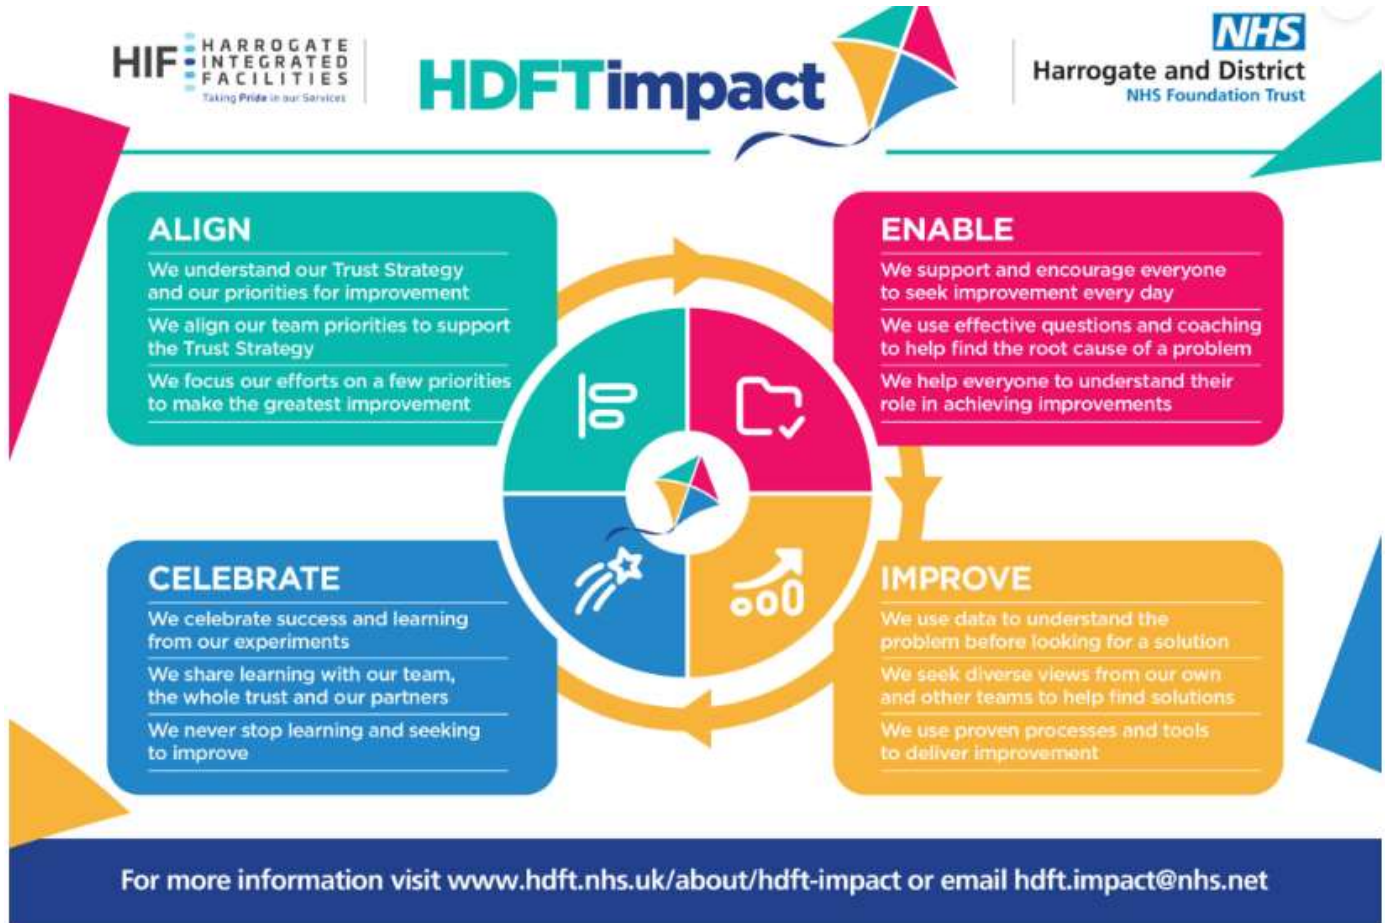 HIF HARROGATE
INTEGRATED
FACILITIES
Taking Pride in our Services
HDFTimpact
NHS
Harrogate and District
NHS Foundation Trust
ALIGN
We understand our Trust Strategy
and our priorities for improvement
We align our team priorities to support
the Trust Strategy
We focus our efforts on a few priorities
to make the greatest improvement
ENABLE
We support and encourage everyone
to seek improvement every day
We use effective questions and coaching
to help find the root cause of a problem
We help everyone to understand their
role in achieving improvements
CELEBRATE
We celebrate success and learning
from our experiments
We share learning with our team,
the whole trust and our partners
We never stop learning and seeking
to improve
IMPROVE
We use data to understand the
problem before looking for a solution
We seek diverse views from our own
and other teams to help find solutions
We use proven processes and tools
to deliver improvement
For more information visit www.hdft.nhs.uk/about/hdft-impact or email hdft.impact@nhs.net